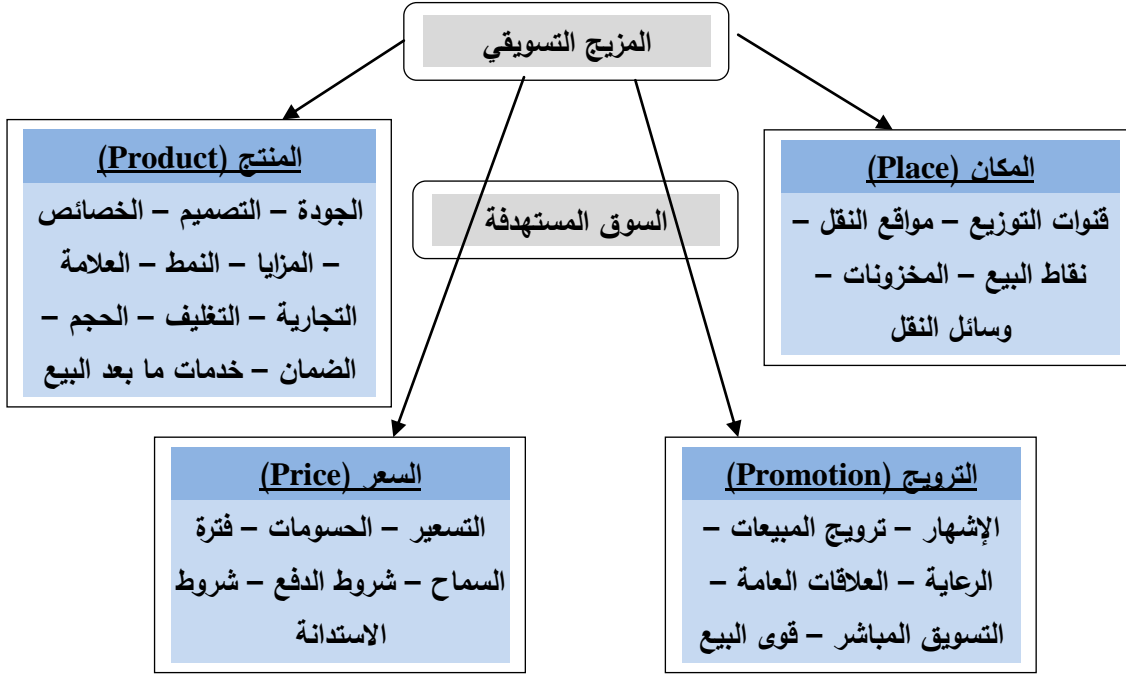 المزيج التسويقي
المكان (Place)
قنوات التوزيع – مواقع النقل –
نقاط البيع – المخزونات –
وسائل النقل
السوق المستهدفة
المنتج (Product)
الجودة – التصميم – الخصائص
– المزايا – النمط – العلامة
التجارية – التغليف – الحجم –
الضمان – خدمات ما بعد البيع
الترويج (Promotion)
الإشهار – ترويج المبيعات –
الرعاية – العلاقات العامة –
التسويق المباشر – قوى البيع
السعر (Price)
التسعير – الحسومات – فترة
السماح – شروط الدفع – شروط
الاستدانة